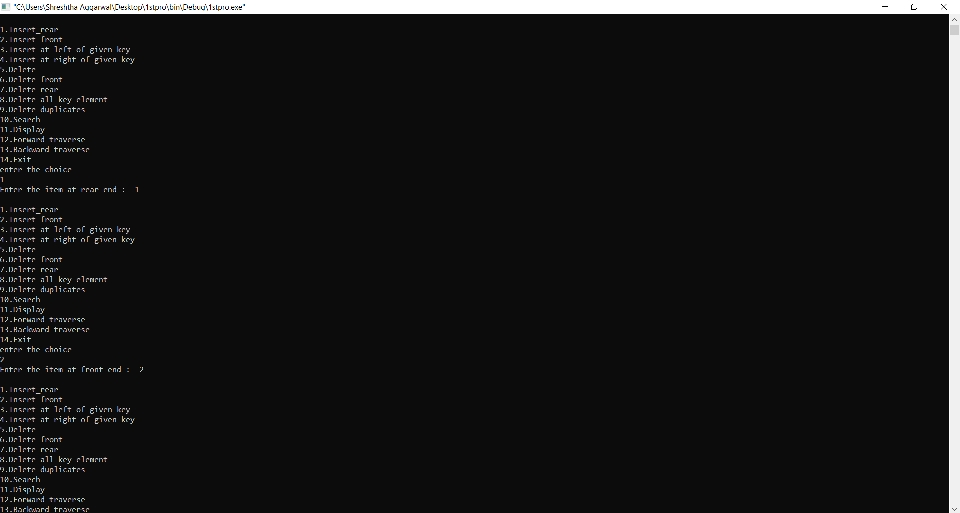 "C:\Users\Shreshtha Aggarwal\Desktop\1stpro\bin\Debug\1stpro.exe"
1.Insert_rear
2.Insert front
3.Insert at left of given key
4.Insert at right of given key
5.Delete
6.Delete front
7.Delete rear
8.Delete all key element
9.Delete duplicates
10.Search
11.Display
12.Forward traverse
13.Backward traverse
14.Exit
enter the choice
1
Enter the item at rear end : 1
1.Insert_rear
2.Insert front
3.Insert at left of given key
4.Insert at right of given key
5.Delete
6.Delete front
7.Delete rear
8.Delete all key element
9.Delete duplicates
10.Search
11.Display
12.Forward traverse
13.Backward traverse
14.Exit
enter the choice
2
Enter the item at front end : 2
1.Insert_rear
2.Insert front
3.Insert at left of given key
4.Insert at right of given key
5.Delete
6.Delete front
7.Delete rear
8.Delete all key element
9.Delete duplicates
10.Search
11.Display
12.Forward traverse
13.Backward traverse